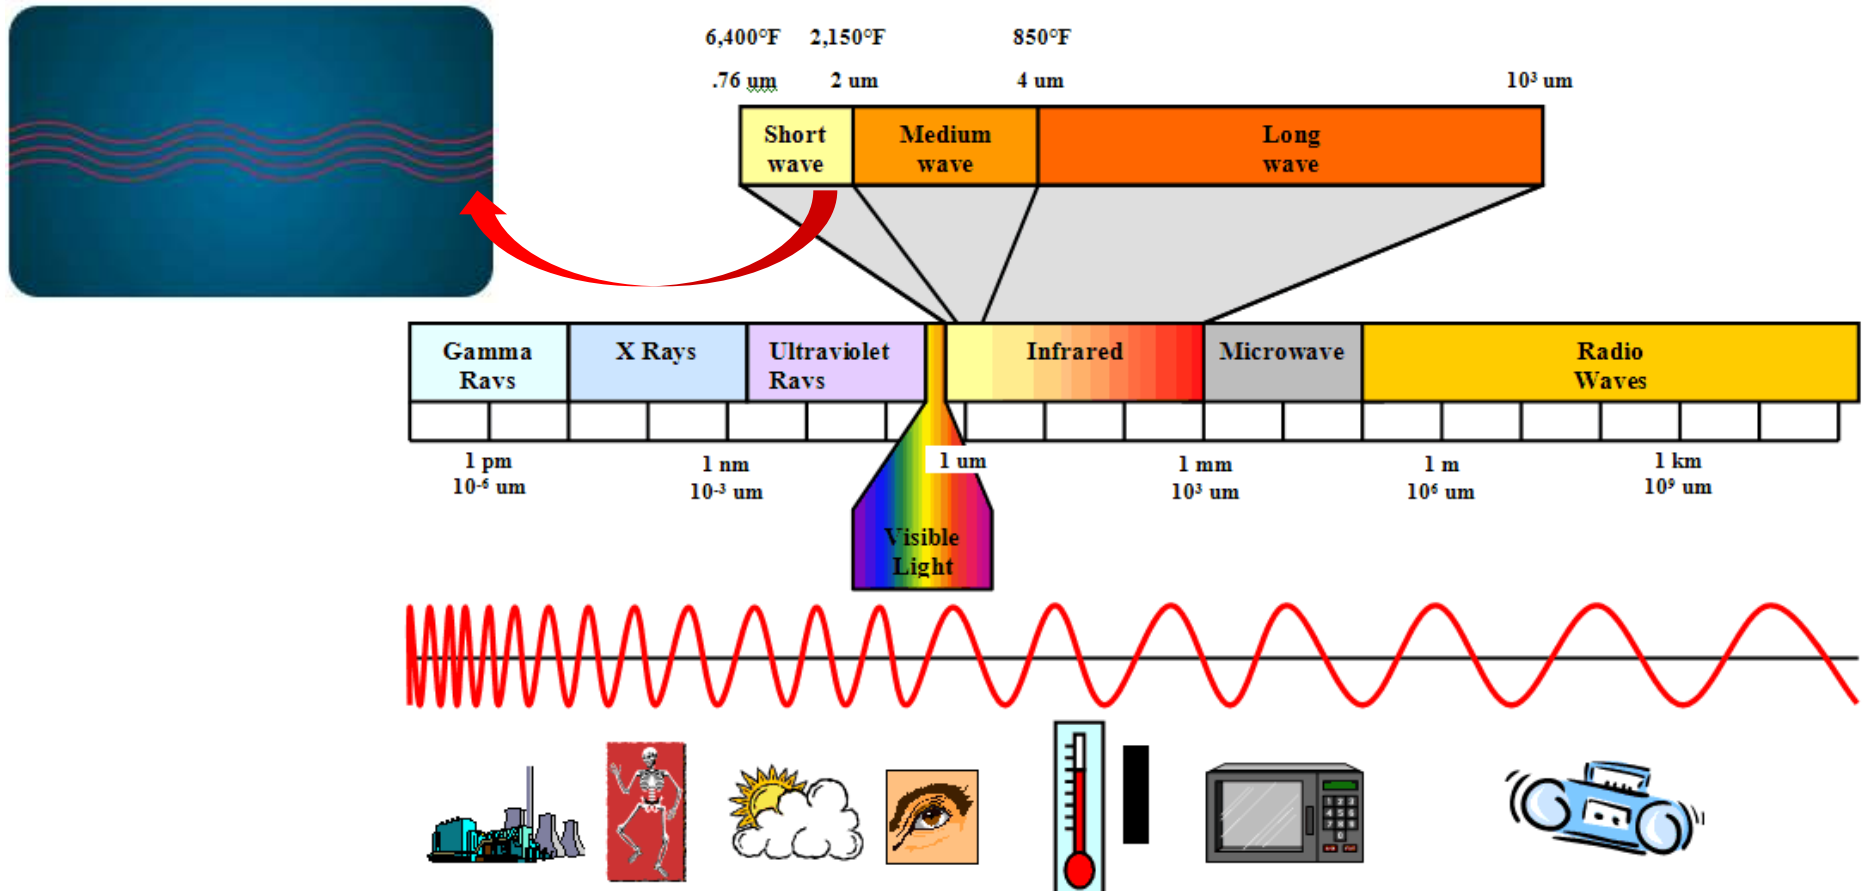 6,400°F 2,150°F 850°F
.76 um 2 um 4 um 10³ um
Short Medium Long
wave wave wave
Gamma X Rays Ultraviolet Infrared Microwave Radio
Rays Rays Waves
1 pm 1 nm 1 um 1 mm 1 m 1 km
10⁻⁶ um 10⁻³ um 10³ um 10⁶ um 10⁹ um
Visible
Light